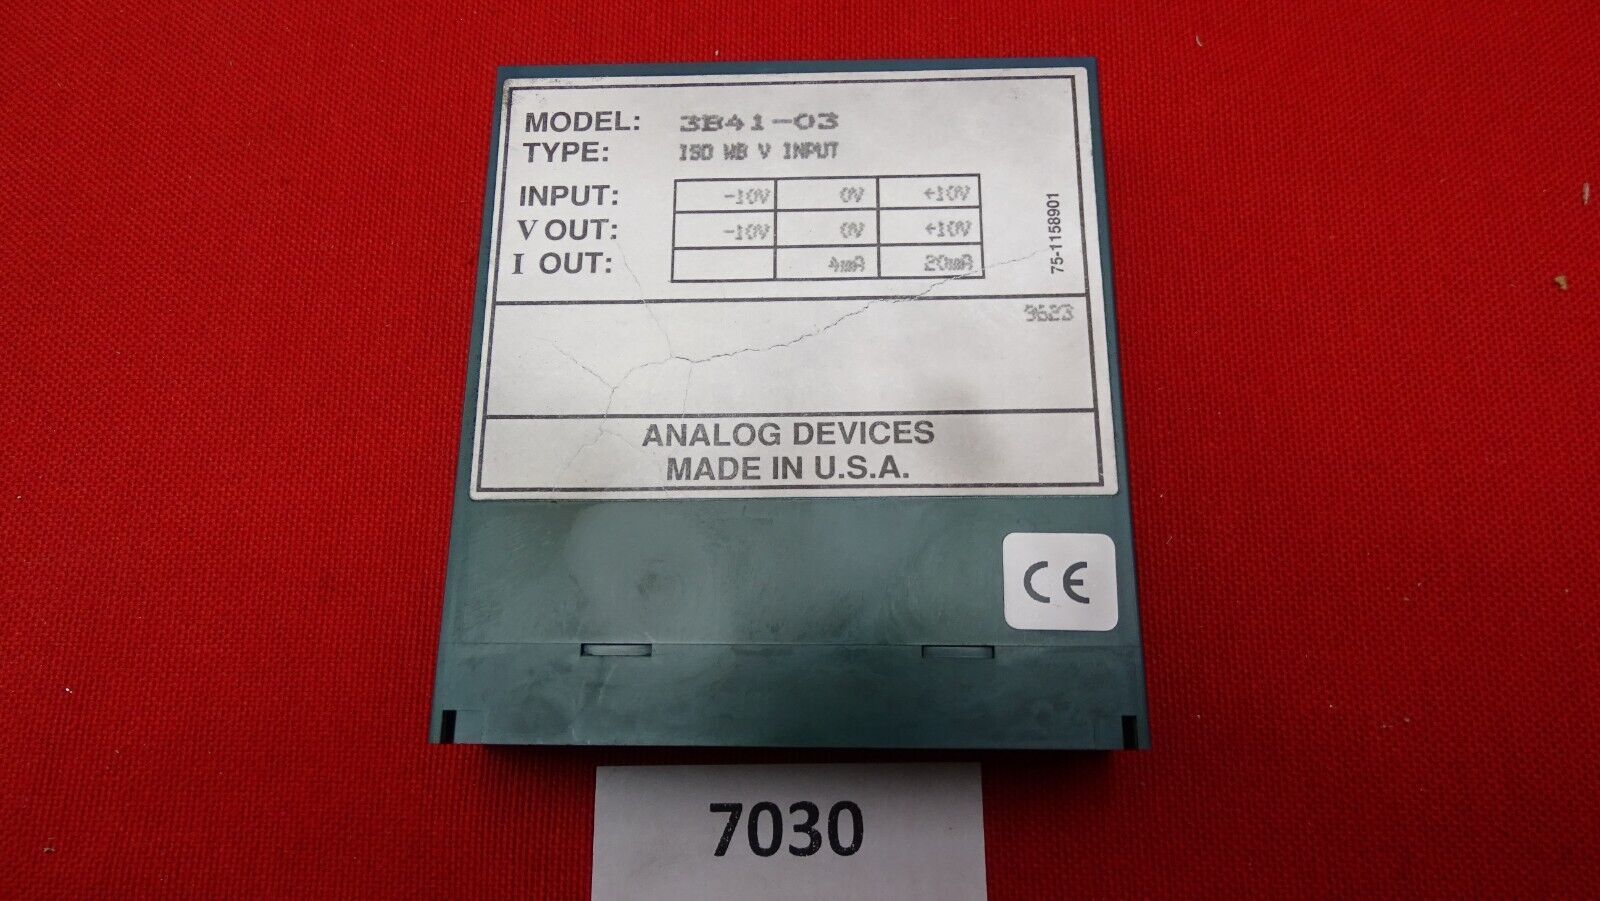 MODEL: 3B41-03
TYPE: ISO WB V INPUT
INPUT: -10V 0V +10V
V OUT: -10V 0V +10V
I OUT: 4mA 20mA
75-1158901
9623
ANALOG DEVICES
MADE IN U.S.A.
CE
7030